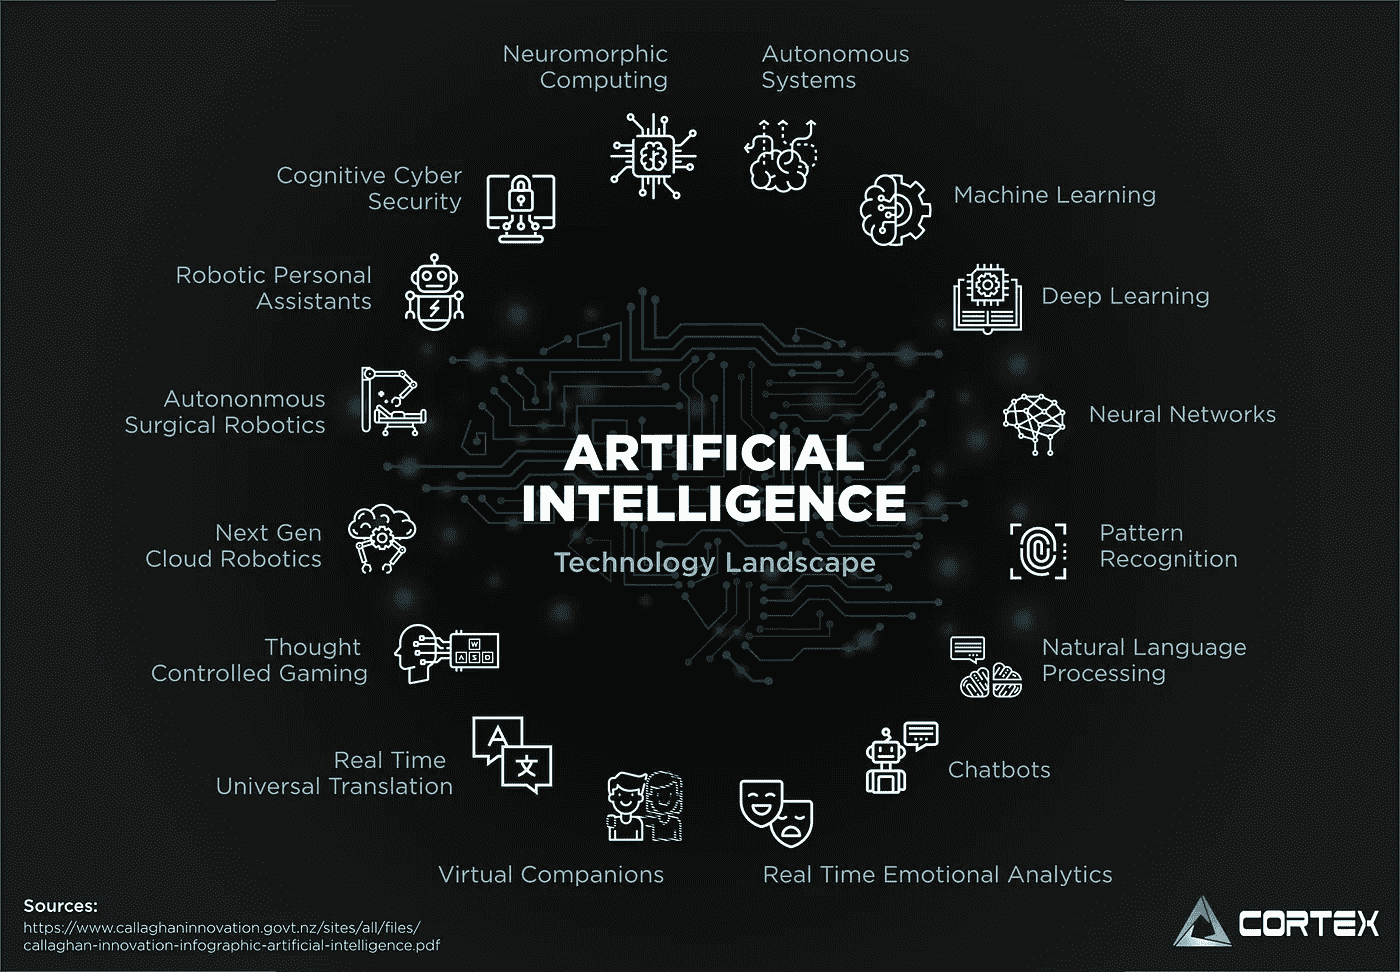 Neuromorphic
Computing
Autonomous
Systems
Cognitive Cyber
Security
Machine Learning
Robotic Personal
Assistants
Deep Learning
Autononmous
Surgical Robotics
Neural Networks
ARTIFICIAL
INTELLIGENCE
Technology Landscape
Next Gen
Cloud Robotics
Pattern
Recognition
Thought
Controlled Gaming
W
A S D
Natural Language
Processing
Real Time
Universal Translation
A
文
Chatbots
Virtual Companions
Real Time Emotional Analytics
Sources:
https://www.callaghaninnovation.govt.nz/sites/all/files/
callaghan-innovation-infographic-artificial-intelligence.pdf
CORTEX